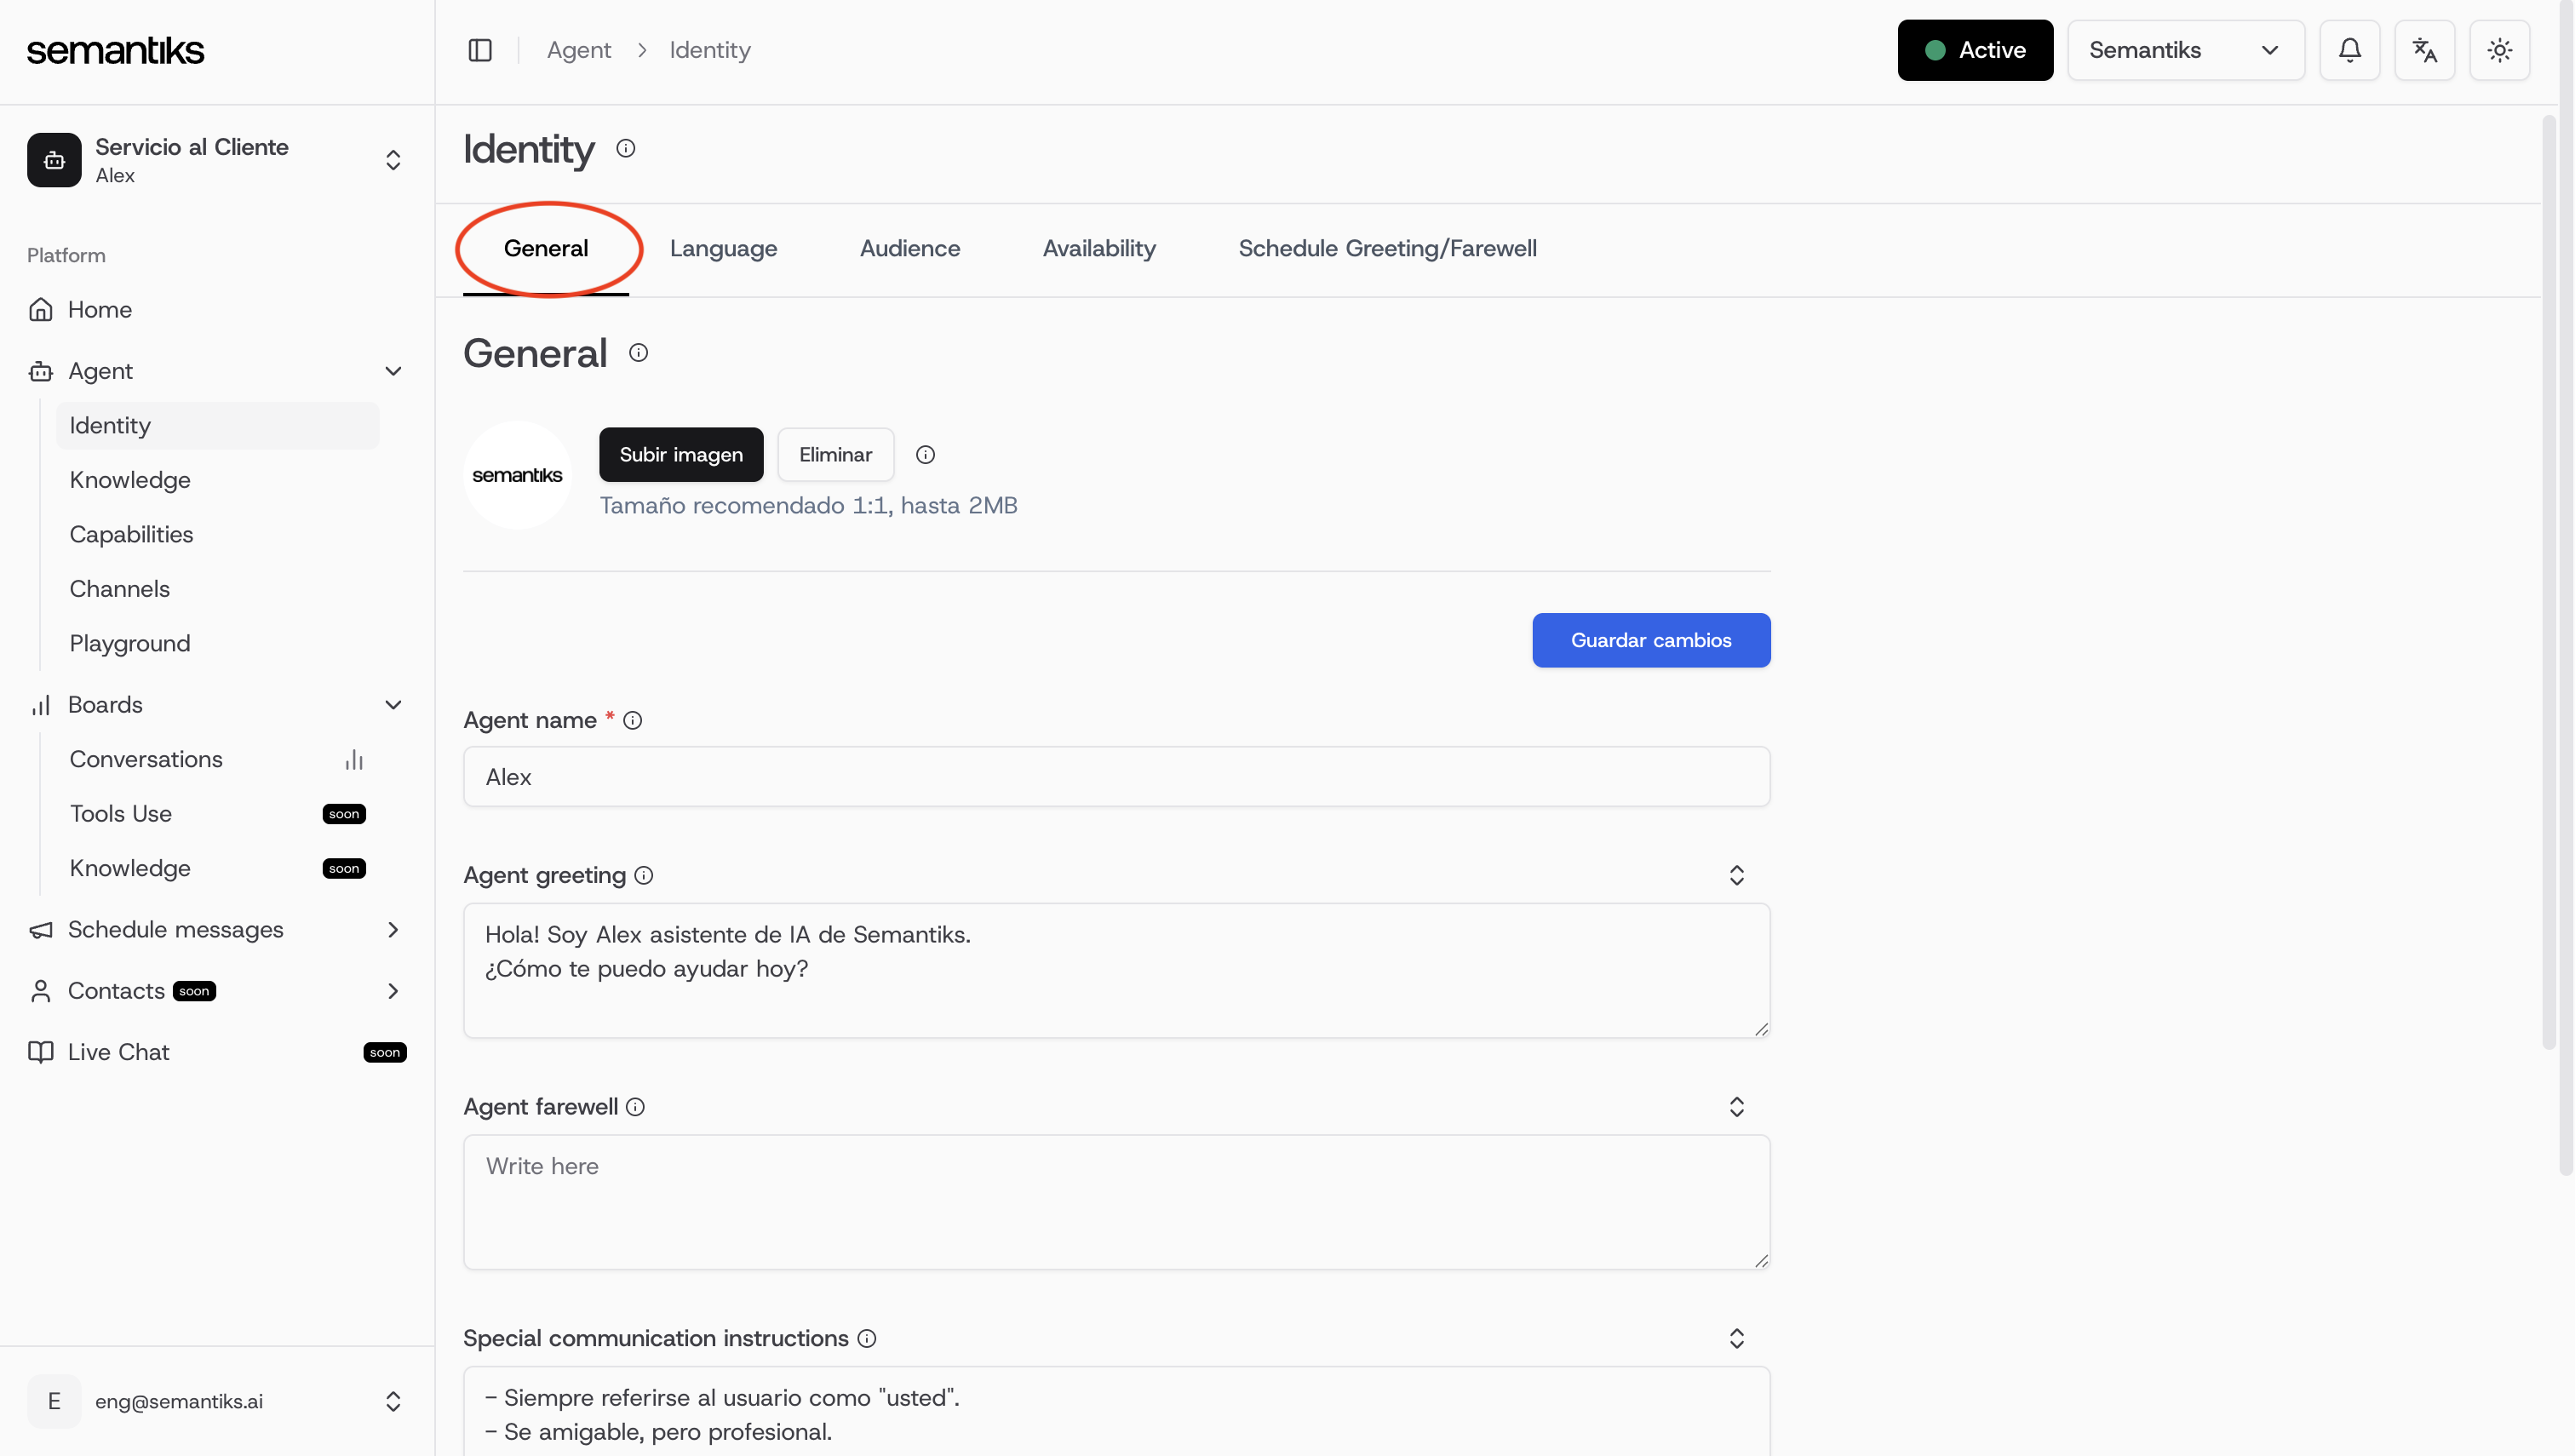 semantiks
Agent > Identity
Active
Semantiks
Servicio al Cliente
Alex
Platform
Home
Agent
Identity
Knowledge
Capabilities
Channels
Playground
Boards
Conversations
Tools Use soon
Knowledge soon
Schedule messages
Contacts soon
Live Chat soon
E eng@semantiks.ai
Identity
General Language Audience Availability Schedule Greeting/Farewell
General
semantiks
Subir imagen Eliminar
Tamaño recomendado 1:1, hasta 2MB
Guardar cambios
Agent name *
Alex
Agent greeting
Hola! Soy Alex asistente de IA de Semantiks.
¿Cómo te puedo ayudar hoy?
Agent farewell
Write here
Special communication instructions
- Siempre referirse al usuario como "usted".
- Se amigable, pero profesional.